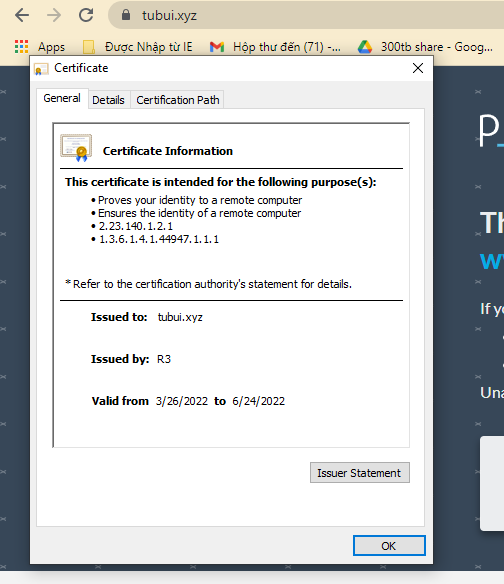 tubui.xyz
Apps Được Nhập từ IE Hộp thư đến (71) -... 300tb share - Goog...
Certificate
General Details Certification Path
Certificate Information
This certificate is intended for the following purpose(s):
• Proves your identity to a remote computer
• Ensures the identity of a remote computer
• 2.23.140.1.2.1
• 1.3.6.1.4.1.44947.1.1.1
* Refer to the certification authority's statement for details.
Issued to: tubui.xyz
Issued by: R3
Valid from 3/26/2022 to 6/24/2022
Issuer Statement
OK
If yo